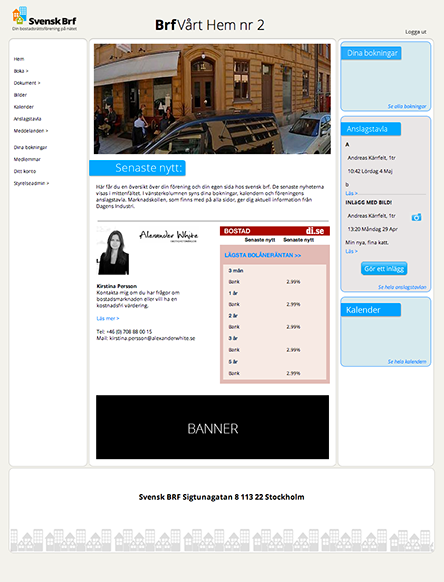 Svensk Brf
Din bostadsrättsförening på nätet
Brf Vårt Hem nr 2
Logga ut
Hem
Boka >
Dokument >
Bilder
Kalender
Anslagstavla
Meddelanden >
Dina bokningar
Medlemmar
Ditt konto
Styrelseadmin >
Senaste nytt:
Här får du en översikt över din förening och din egen sida hos svensk brf. De senaste nyheterna
visas i mittenfältet. I vänsterkolumnen syns dina bokningar, kalendern och föreningens
anslagstavla. Marknadskollen, som finns med på alla sidor, ger dig aktuell information från
Dagens Industri.
Alexander White
Kirstina Persson
Kontakta mig om du har frågor om
bostadsmarknaden eller vill ha en
kostnadsfri värdering.
Läs mer >
Tel: +46 (0) 708 88 00 15
Mail: kirstina.persson@alexanderwhite.se
BOSTAD di.se
Senaste nytt Senaste nytt
LÄGSTA BOLÅNERÄNTAN >>
3 mån
Bank 2.99%
1 år
Bank 2.99%
2 år
Bank 2.99%
3 år
Bank 2.99%
5 år
Bank 2.99%
BANNER
Dina bokningar
Se alla bokningar
Anslagstavla
A
Andreas Kärrfelt, 1tr
10:42 Lördag 4 Maj
b
Läs >
INLÄGG MED BILD!
Andreas Kärrfelt, 1tr
13:20 Måndag 29 Apr
Min nya, fina katt.
Läs >
Gör ett inlägg
Se hela anslagstavlan
Kalender
Se hela kalendern
Svensk BRF Sigtunagatan 8 113 22 Stockholm